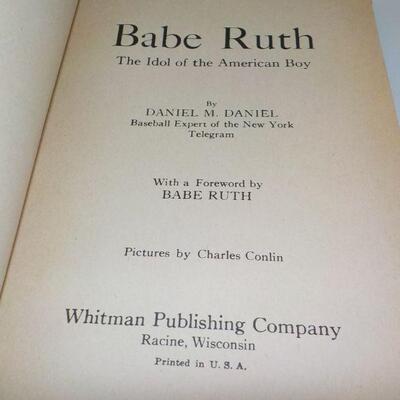 Babe Ruth
The Idol of the American Boy
By
DANIEL M. DANIEL
Baseball Expert of the New York
Telegram
With a Foreword by
BABE RUTH
Pictures by Charles Conlin
Whitman Publishing Company
Racine, Wisconsin
Printed in U. S. A.